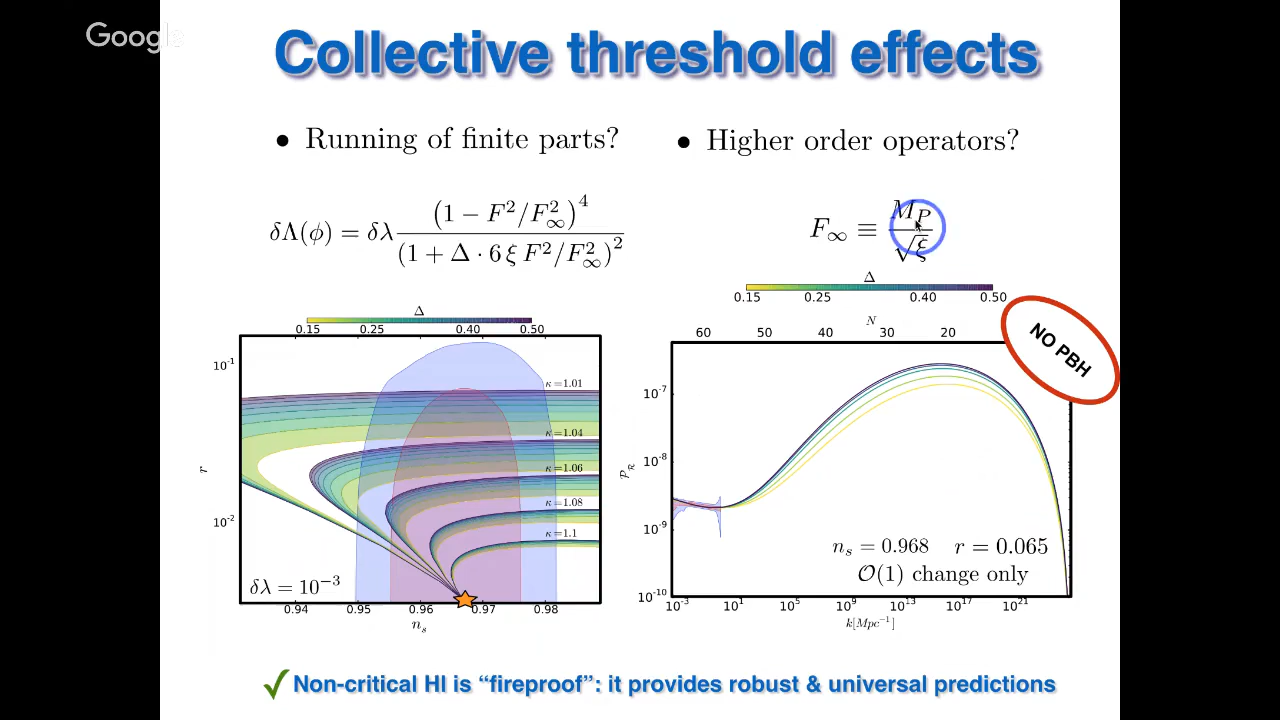 Google
Collective threshold effects
• Running of finite parts?
• Higher order operators?
δΛ(ϕ) = δλ (1 − F²/F∞²)⁴ / (1 + Δ · 6 ξ F²/F∞²)²
F∞ ≡ M_P / √ξ
Δ
0.15 0.25 0.40 0.50
Δ
0.15 0.25 0.40 0.50
N
60 50 40 30 20
NO PBH
10⁻¹
10⁻²
r
κ=1.01
κ=1.04
κ=1.06
κ=1.08
κ=1.1
δλ = 10⁻³
0.94 0.95 0.96 0.97 0.98
n_s
10⁻⁷
10⁻⁸
10⁻⁹
10⁻¹⁰
P_R
n_s = 0.968 r = 0.065
O(1) change only
10⁻³ 10¹ 10⁵ 10⁹ 10¹³ 10¹⁷ 10²¹
k[Mpc⁻¹]
✓ Non-critical HI is “fireproof”: it provides robust & universal predictions